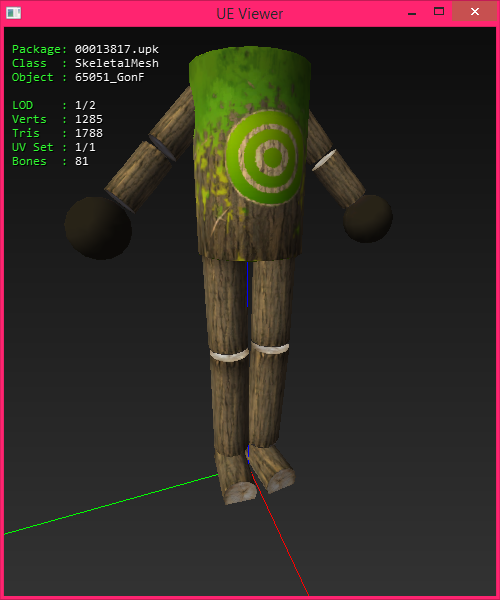 UE Viewer
Package: 00013817.upk
Class  : SkeletalMesh
Object : 65051_GonF
LOD    : 1/2
Verts  : 1285
Tris   : 1788
UV Set : 1/1
Bones  : 81